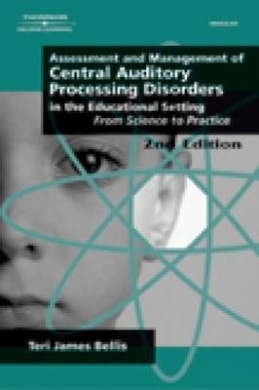 THOMSON
Assessment and Management of
Central Auditory
Processing Disorders
in the Educational Setting
From Science to Practice
2nd Edition
Teri James Bellis